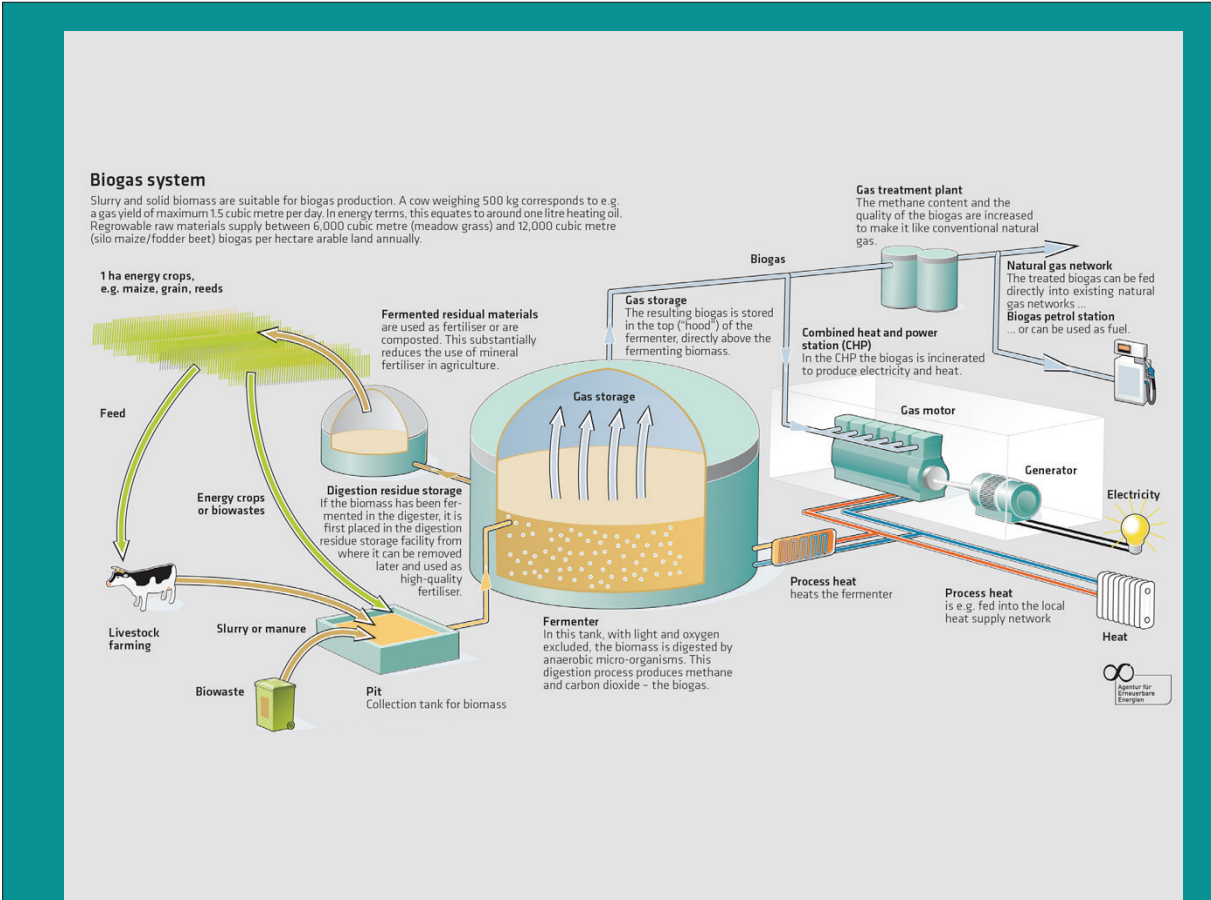 Biogas system
Slurry and solid biomass are suitable for biogas production. A cow weighing 500 kg corresponds to e.g.
a gas yield of maximum 1.5 cubic metre per day. In energy terms, this equates to around one litre heating oil.
Regrowable raw materials supply between 6,000 cubic metre (meadow grass) and 12,000 cubic metre
(silo maize/fodder beet) biogas per hectare arable land annually.
1 ha energy crops,
e.g. maize, grain, reeds
Fermented residual materials
are used as fertiliser or are
composted. This substantially
reduces the use of mineral
fertiliser in agriculture.
Gas storage
The resulting biogas is stored
in the top (“hood”) of the
fermenter, directly above the
fermenting biomass.
Biogas
Gas treatment plant
The methane content and the
quality of the biogas are increased
to make it like conventional natural
gas.
Natural gas network
The treated biogas can be fed
directly into existing natural
gas networks ...
Biogas petrol station
... or can be used as fuel.
Combined heat and power
station (CHP)
In the CHP the biogas is incinerated
to produce electricity and heat.
Gas storage
Feed
Gas motor
Generator
Electricity
Energy crops
or biowastes
Digestion residue storage
If the biomass has been fer-
mented in the digester, it is
first placed in the digestion
residue storage facility from
where it can be removed
later and used as
high-quality
fertiliser.
Process heat
heats the fermenter
Process heat
is e.g. fed into the local
heat supply network
Heat
Livestock
farming
Slurry or manure
Fermenter
In this tank, with light and oxygen
excluded, the biomass is digested by
anaerobic micro-organisms. This
digestion process produces methane
and carbon dioxide – the biogas.
Biowaste
Pit
Collection tank for biomass
Agentur für
Erneuerbare
Energien